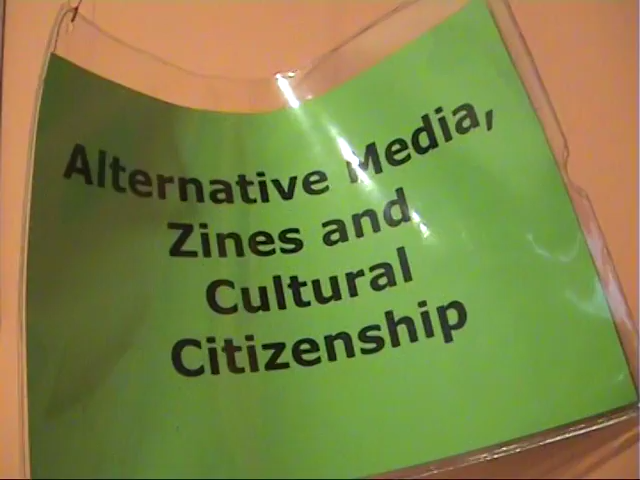 Alternative Media,
Zines and
Cultural
Citizenship